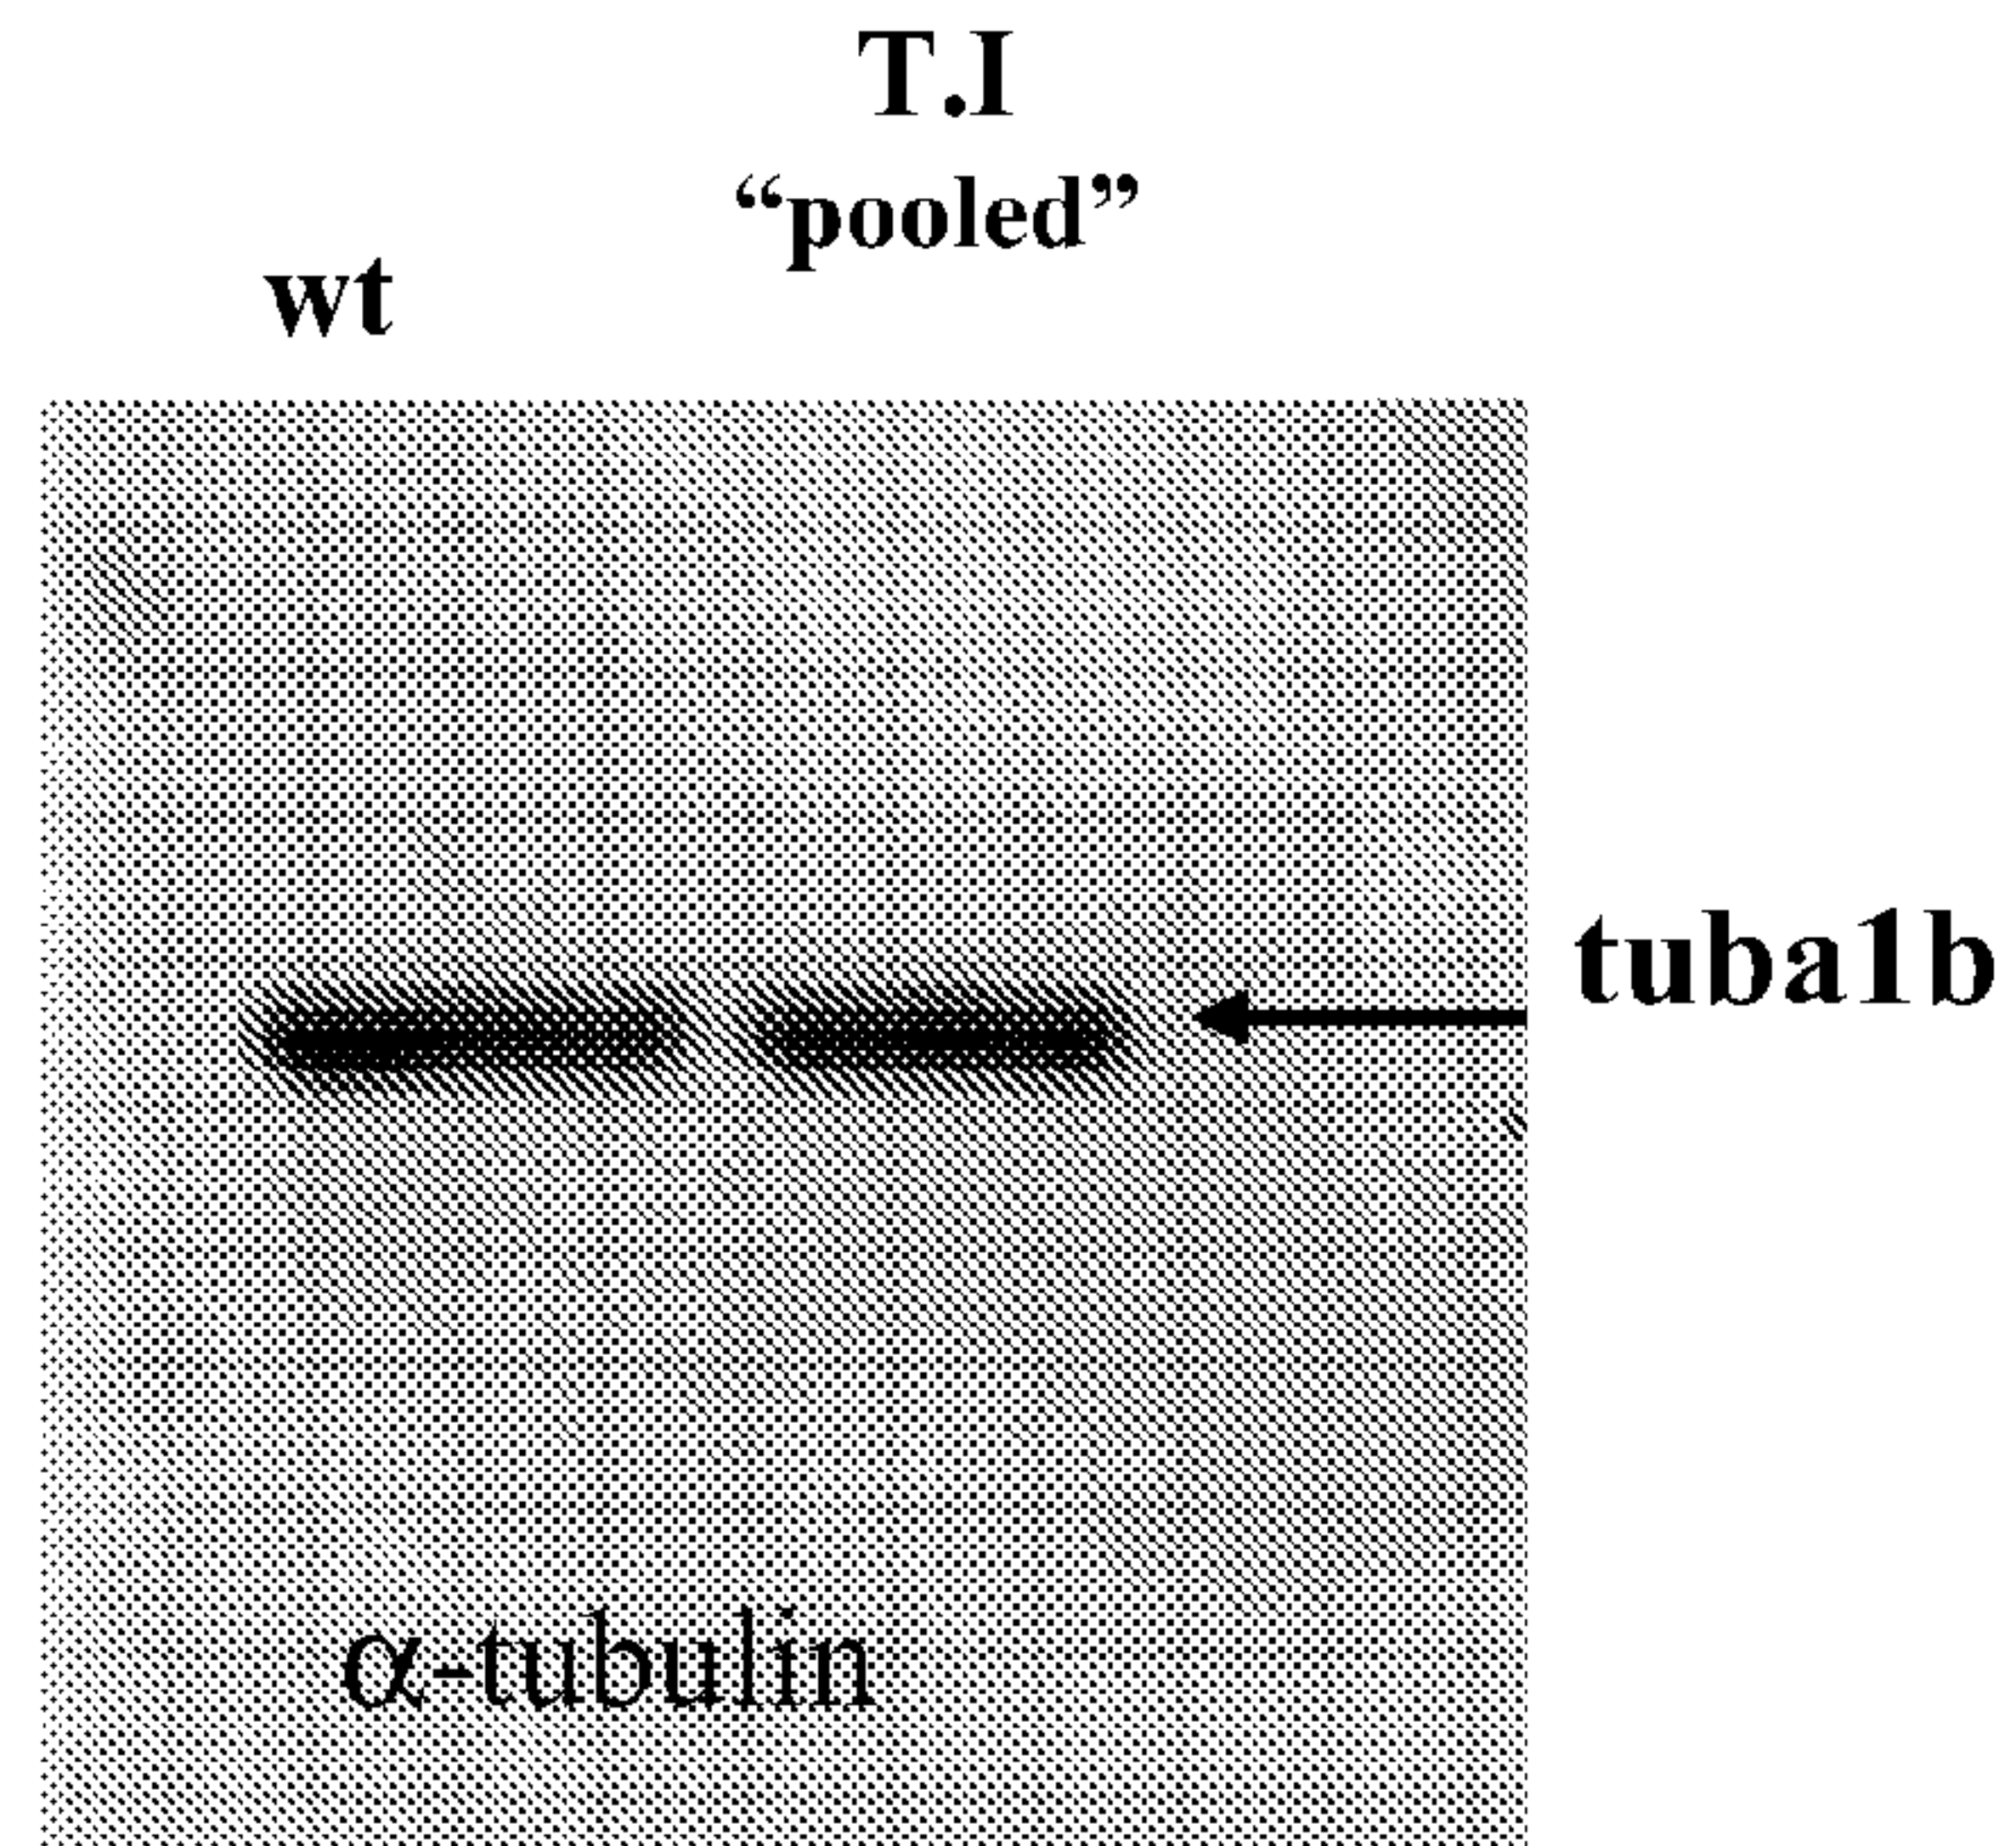 T.I
“pooled”
wt
tuba1b
α-tubulin